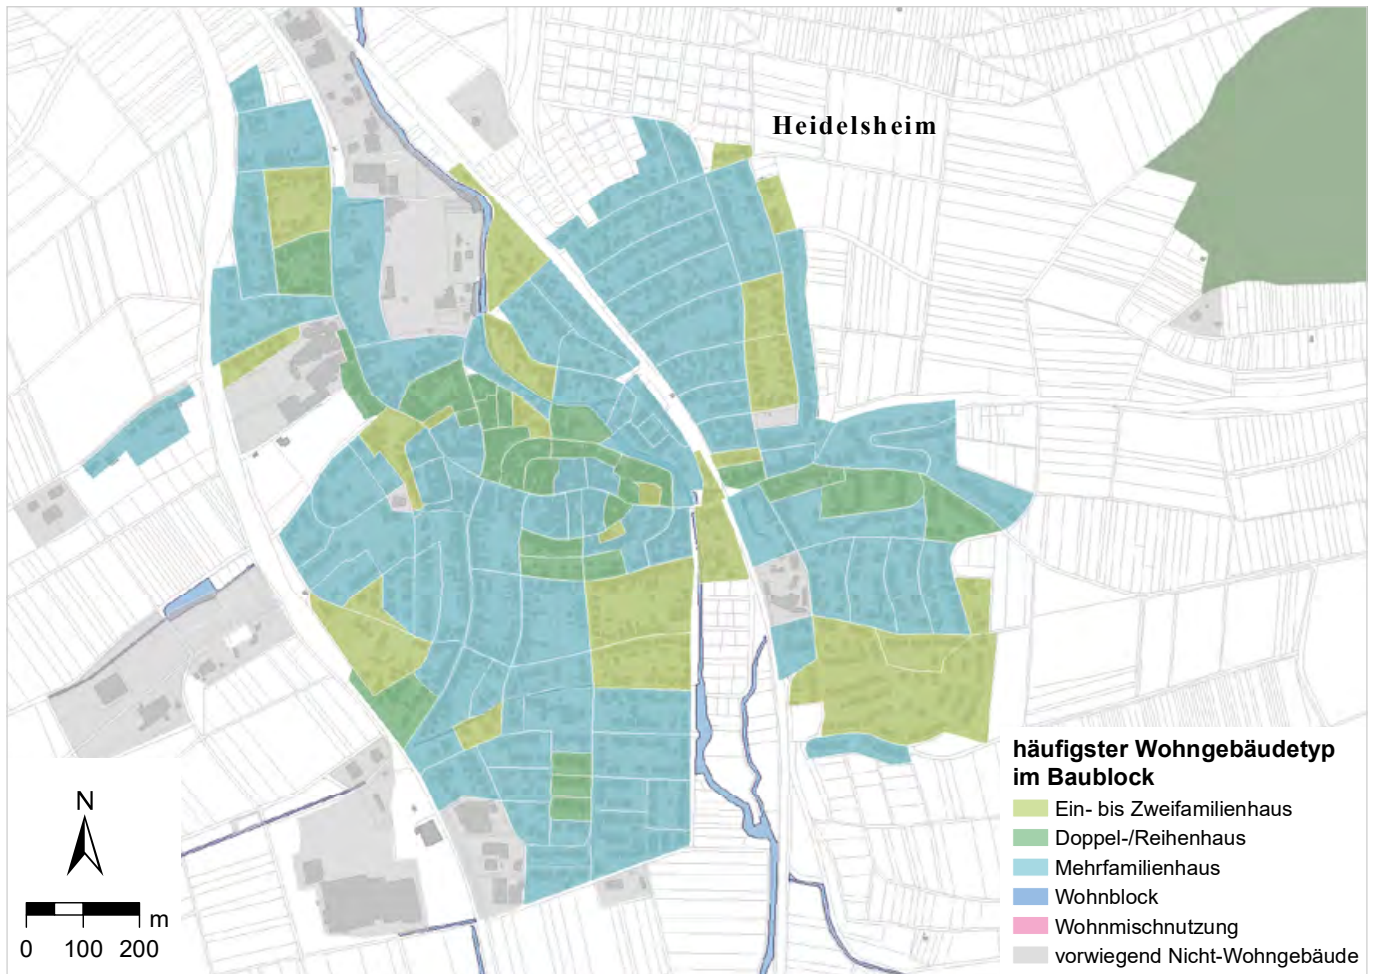 Heidelsheim
häufigster Wohngebäudetyp
im Baublock
Ein- bis Zweifamilienhaus
Doppel-/Reihenhaus
Mehrfamilienhaus
Wohnblock
Wohnmischnutzung
vorwiegend Nicht-Wohngebäude
N
m
0 100 200